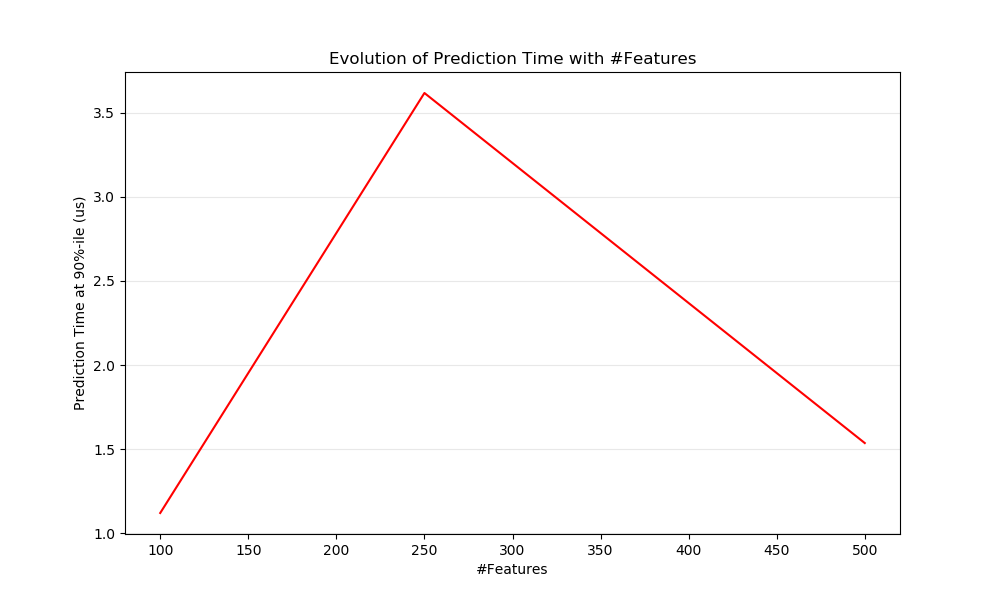 Evolution of Prediction Time with #Features
Prediction Time at 90%-ile (us)
3.5
3.0
2.5
2.0
1.5
1.0
100 150 200 250 300 350 400 450 500
#Features